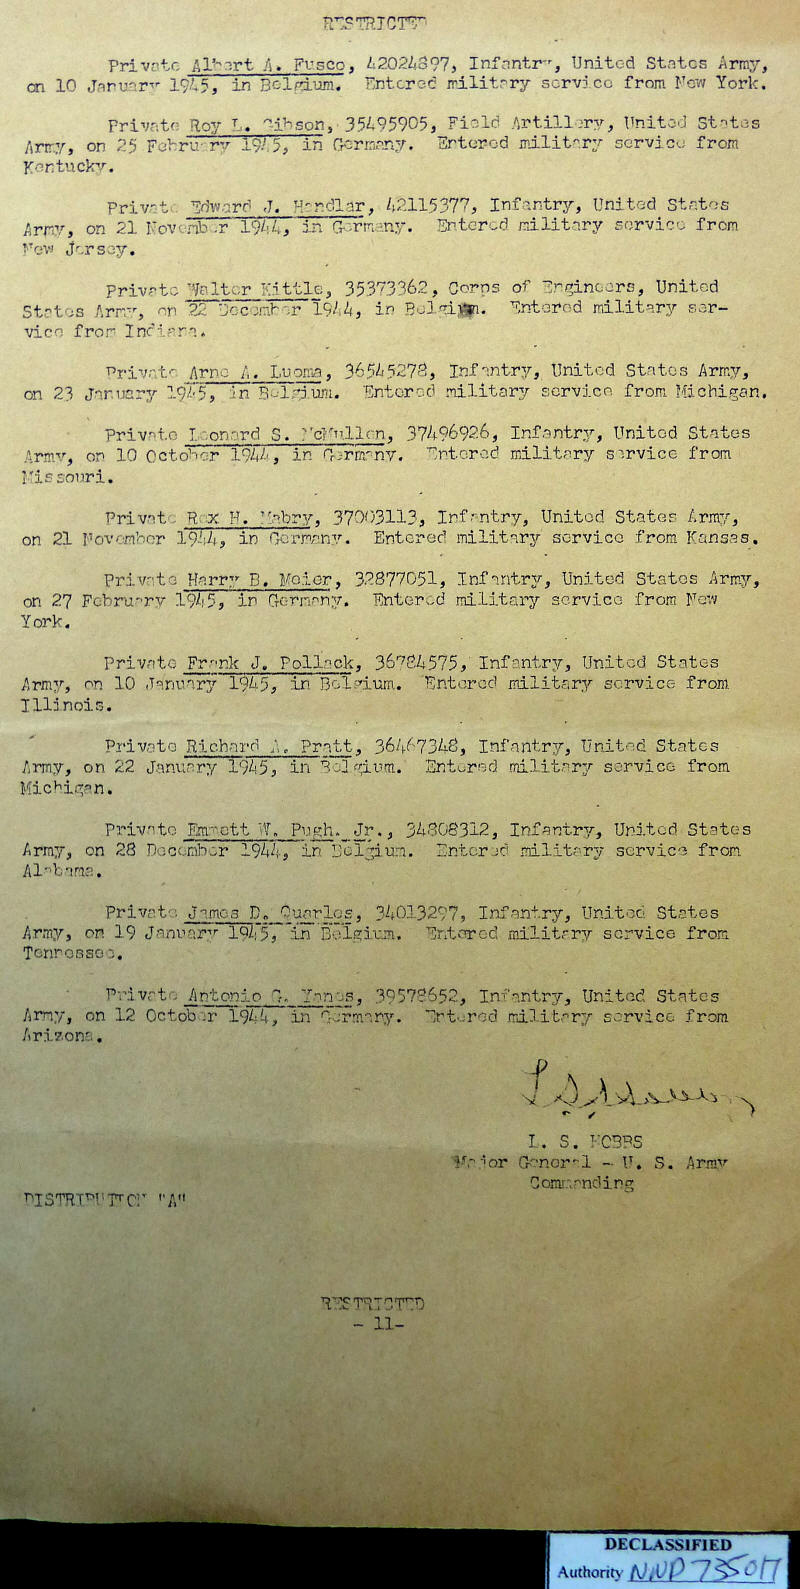 RESTRICTED
Private Albert A. Fusco, 42024897, Infantry, United States Army,
on 10 January 1945, in Belgium. Entered military service from New York.
Private Roy L. Gibson, 35495905, Field Artillery, United States
Army, on 25 February 1945, in Germany. Entered military service from
Kentucky.
Private Edward J. Handlar, 42115377, Infantry, United States
Army, on 21 November 1944, in Germany. Entered military service from
New Jersey.
Private Walter Kittle, 35373362, Corps of Engineers, United
States Army, on 22 December 1944, in Belgium. Entered military ser-
vice from Indiana.
Private Arne A. Luoma, 36545278, Infantry, United States Army,
on 23 January 1945, in Belgium. Entered military service from Michigan.
Private Leonard S. McMullen, 37496926, Infantry, United States
Army, on 10 October 1944, in Germany. Entered military service from
Missouri.
Private Rex H. Mabry, 37003113, Infantry, United States Army,
on 21 November 1944, in Germany. Entered military service from Kansas.
Private Harry B. Meier, 32877051, Infantry, United States Army,
on 27 February 1945, in Germany. Entered military service from New
York.
Private Frank J. Pollack, 36784575, Infantry, United States
Army, on 10 January 1945, in Belgium. Entered military service from
Illinois.
Private Richard A. Pratt, 36467348, Infantry, United States
Army, on 22 January 1945, in Belgium. Entered military service from
Michigan.
Private Emmett W. Pugh. Jr., 34808312, Infantry, United States
Army, on 28 December 1944, in Belgium. Entered military service from
Alabama.
Private James D. Quarles, 34013297, Infantry, United States
Army, on 19 January 1945, in Belgium. Entered military service from
Tennessee.
Private Antonio G. Yanes, 39578652, Infantry, United States
Army, on 12 October 1944, in Germany. Entered military service from
Arizona.
L. S. HOBBS
Major General - U. S. Army
Commanding
DISTRIBUTION "A"
RESTRICTED
- 11-
DECLASSIFIED
Authority NND 735017